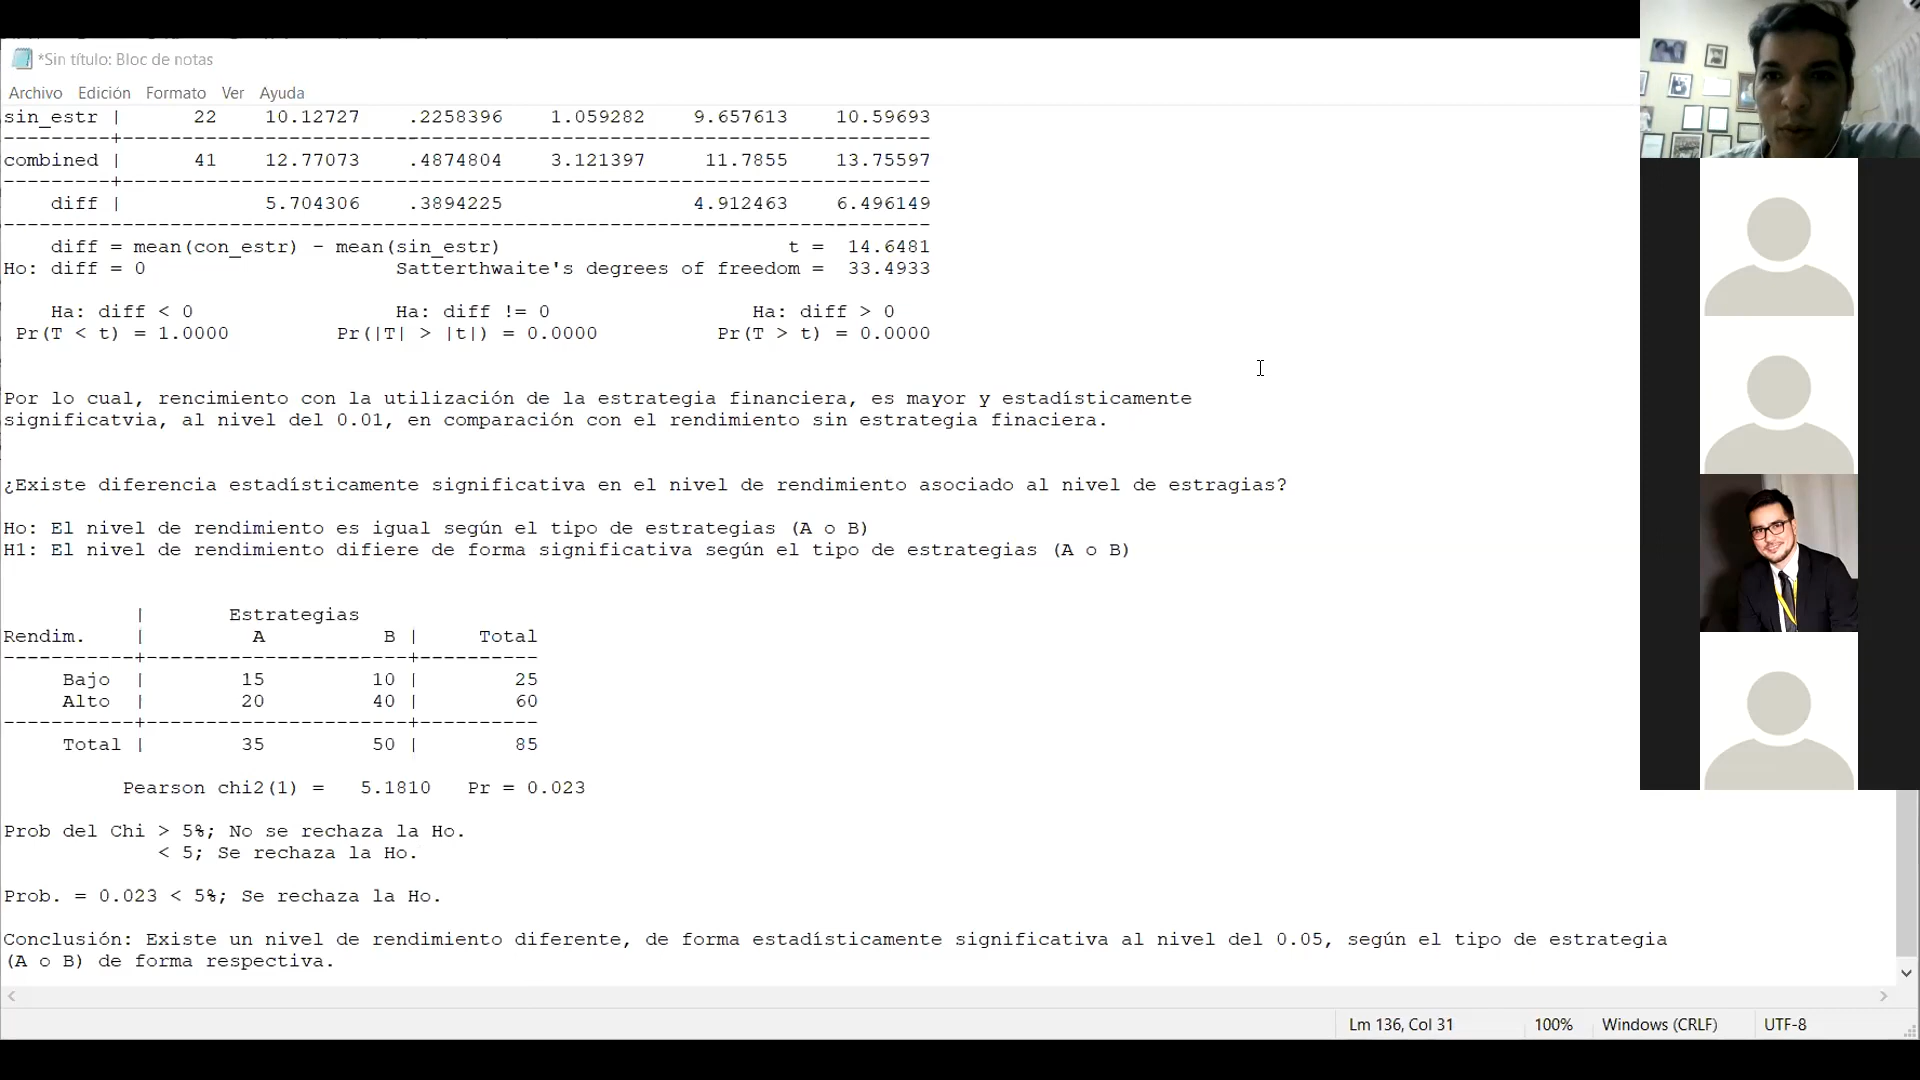 *Sin título: Bloc de notas
Archivo Edición Formato Ver Ayuda
sin_estr | 22 10.12727 .2258396 1.059282 9.657613 10.59693
---------+--------------------------------------------------------------------
combined | 41 12.77073 .4874804 3.121397 11.7855 13.75597
---------+--------------------------------------------------------------------
diff | 5.704306 .3894225 4.912463 6.496149
------------------------------------------------------------------------------
diff = mean(con_estr) - mean(sin_estr) t = 14.6481
Ho: diff = 0 Satterthwaite's degrees of freedom = 33.4933
Ha: diff < 0 Ha: diff != 0 Ha: diff > 0
Pr(T < t) = 1.0000 Pr(|T| > |t|) = 0.0000 Pr(T > t) = 0.0000
Por lo cual, rencimiento con la utilización de la estrategia financiera, es mayor y estadísticamente
significatvia, al nivel del 0.01, en comparación con el rendimiento sin estrategia finaciera.
¿Existe diferencia estadísticamente significativa en el nivel de rendimiento asociado al nivel de estragias?
Ho: El nivel de rendimiento es igual según el tipo de estrategias (A o B)
H1: El nivel de rendimiento difiere de forma significativa según el tipo de estrategias (A o B)
| Estrategias
Rendim. | A B | Total
-----------+----------------------+----------
Bajo | 15 10 | 25
Alto | 20 40 | 60
-----------+----------------------+----------
Total | 35 50 | 85
Pearson chi2(1) = 5.1810 Pr = 0.023
Prob del Chi > 5%; No se rechaza la Ho.
< 5; Se rechaza la Ho.
Prob. = 0.023 < 5%; Se rechaza la Ho.
Conclusión: Existe un nivel de rendimiento diferente, de forma estadísticamente significativa al nivel del 0.05, según el tipo de estrategia
(A o B) de forma respectiva.
Lm 136, Col 31 100% Windows (CRLF) UTF-8